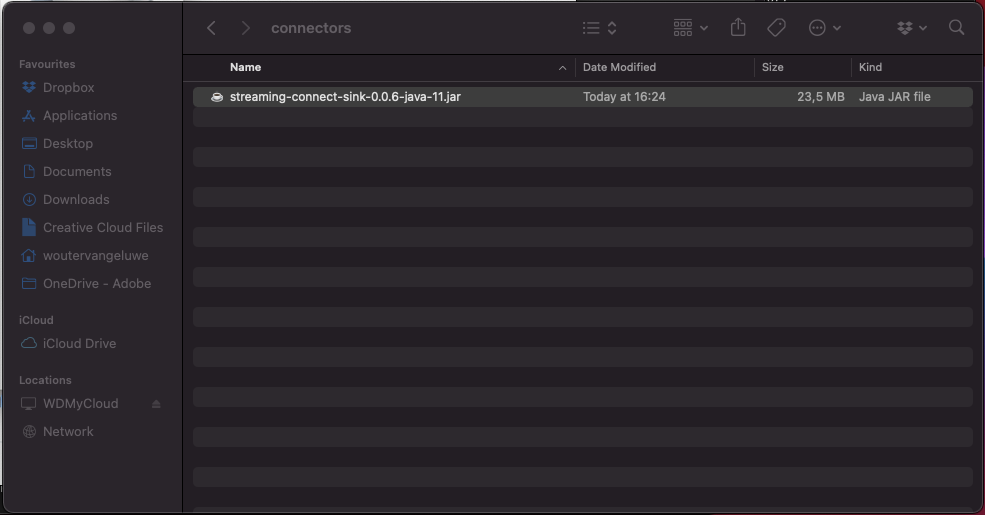 connectors
Favourites
Dropbox
Applications
Desktop
Documents
Downloads
Creative Cloud Files
woutervangeluwe
OneDrive - Adobe
iCloud
iCloud Drive
Locations
WDMyCloud
Network
Name Date Modified Size Kind
streaming-connect-sink-0.0.6-java-11.jar Today at 16:24 23,5 MB Java JAR file